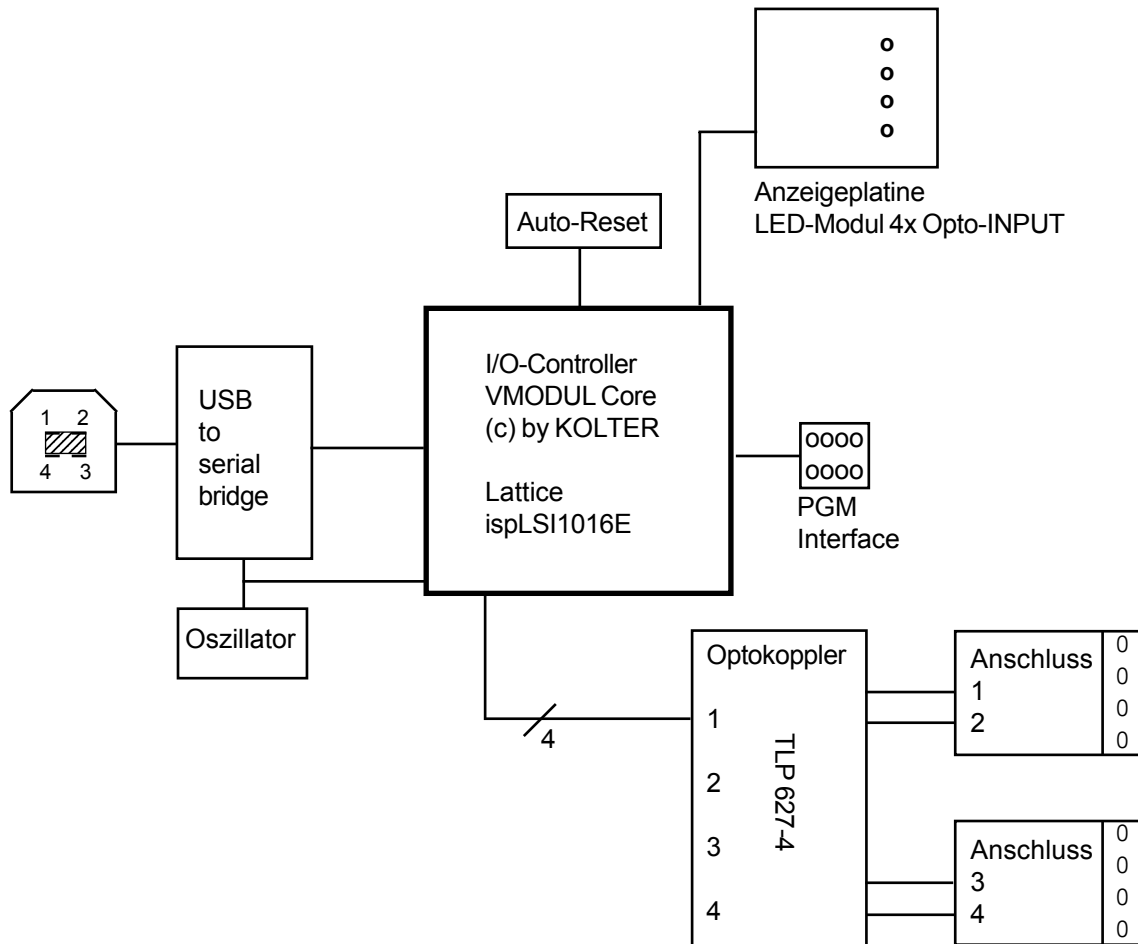 o
o
o
o
Anzeigeplatine
LED-Modul 4x Opto-INPUT
Auto-Reset
I/O-Controller
VMODUL Core
(c) by KOLTER
Lattice
ispLSI1016E
USB
to
serial
bridge
1 2
4 3
oooo
oooo
PGM
Interface
Oszillator
4
Optokoppler
1
2
3
4
TLP 627-4
Anschluss
1
2
0
0
0
0
Anschluss
3
4
0
0
0
0